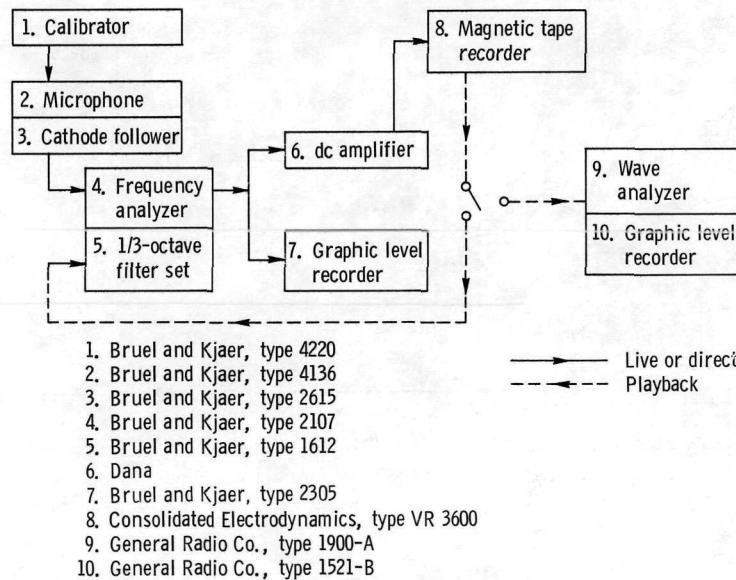 1. Calibrator
2. Microphone
3. Cathode follower
4. Frequency
analyzer
5. 1/3-octave
filter set
6. dc amplifier
7. Graphic level
recorder
8. Magnetic tape
recorder
9. Wave
analyzer
10. Graphic level
recorder
Live or direct
Playback
1. Bruel and Kjaer, type 4220
2. Bruel and Kjaer, type 4136
3. Bruel and Kjaer, type 2615
4. Bruel and Kjaer, type 2107
5. Bruel and Kjaer, type 1612
6. Dana
7. Bruel and Kjaer, type 2305
8. Consolidated Electrodynamics, type VR 3600
9. General Radio Co., type 1900-A
10. General Radio Co., type 1521-B